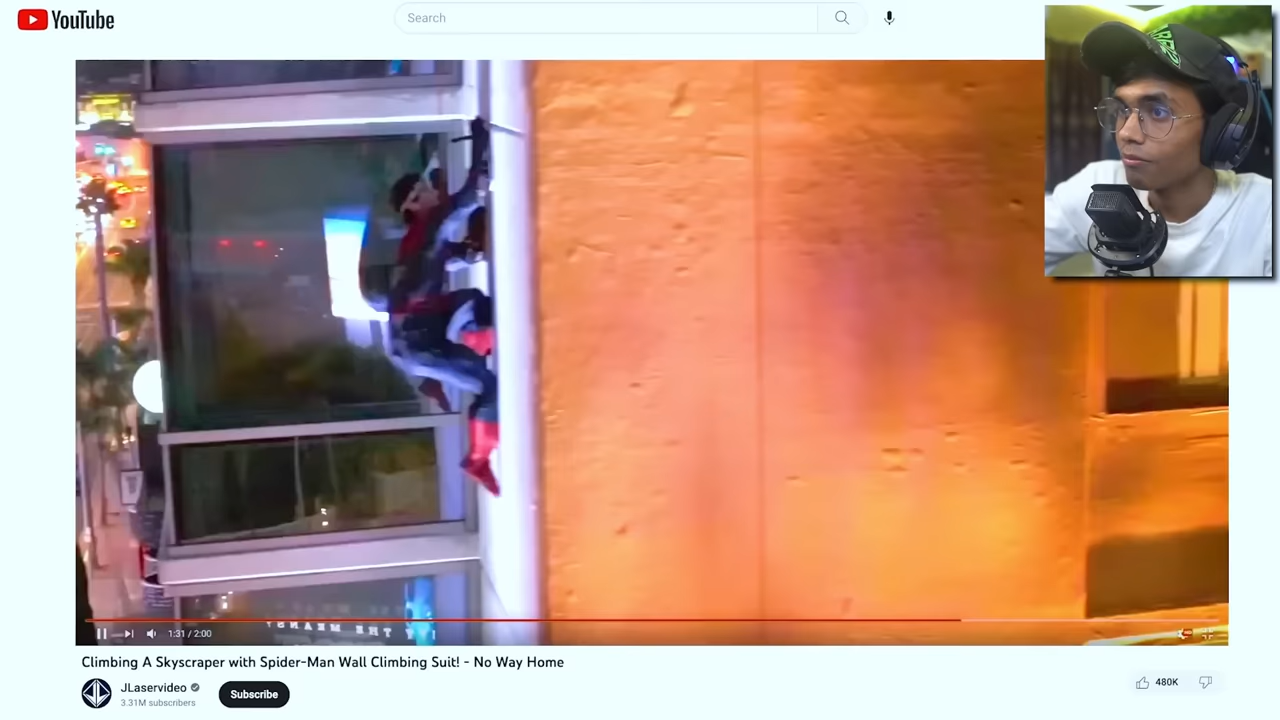 YouTube
Search
1:31 / 2:00
Climbing A Skyscraper with Spider-Man Wall Climbing Suit! - No Way Home
JLaservideo
3.31M subscribers
Subscribe
480K